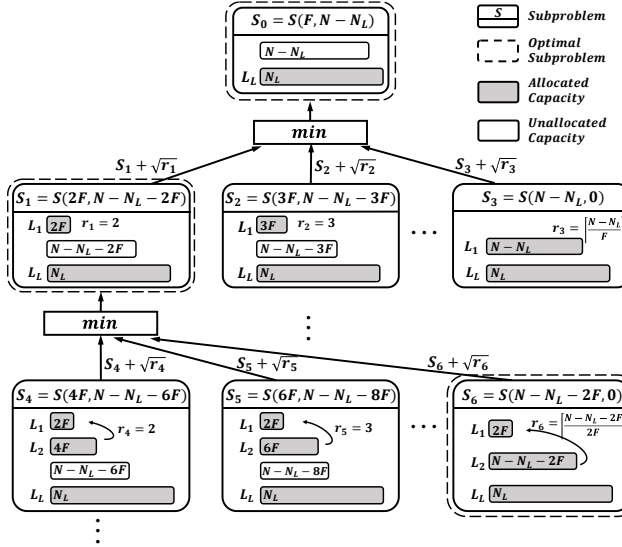 S₀ = S(F, N − N_L)
N − N_L
L_L N_L
S Subproblem
Optimal Subproblem
Allocated Capacity
Unallocated Capacity
min
S₁ + √r₁
S₂ + √r₂
S₃ + √r₃
S₁ = S(2F, N − N_L − 2F)
L₁ 2F r₁ = 2
N − N_L − 2F
L_L N_L
S₂ = S(3F, N − N_L − 3F)
L₁ 3F r₂ = 3
N − N_L − 3F
L_L N_L
...
S₃ = S(N − N_L, 0)
r₃ = ⌈(N − N_L)/F⌉
L₁ N − N_L
L_L N_L
min
S₄ + √r₄
S₅ + √r₅
S₆ + √r₆
S₄ = S(4F, N − N_L − 6F)
L₁ 2F
r₄ = 2
L₂ 4F
N − N_L − 6F
L_L N_L
S₅ = S(6F, N − N_L − 8F)
L₁ 2F
r₅ = 3
L₂ 6F
N − N_L − 8F
L_L N_L
...
S₆ = S(N − N_L − 2F, 0)
L₁ 2F r₆ = ⌈(N − N_L − 2F)/2F⌉
L₂ N − N_L − 2F
L_L N_L